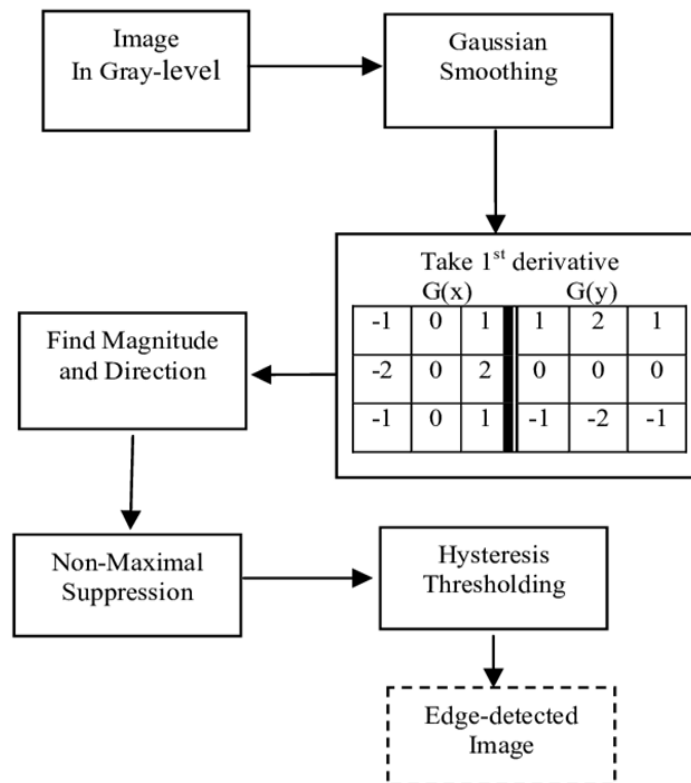 Image
In Gray-level
Gaussian
Smoothing
Take 1st derivative
G(x) G(y)
-1 0 1 1 2 1
-2 0 2 0 0 0
-1 0 1 -1 -2 -1
Find Magnitude
and Direction
Non-Maximal
Suppression
Hysteresis
Thresholding
Edge-detected
Image